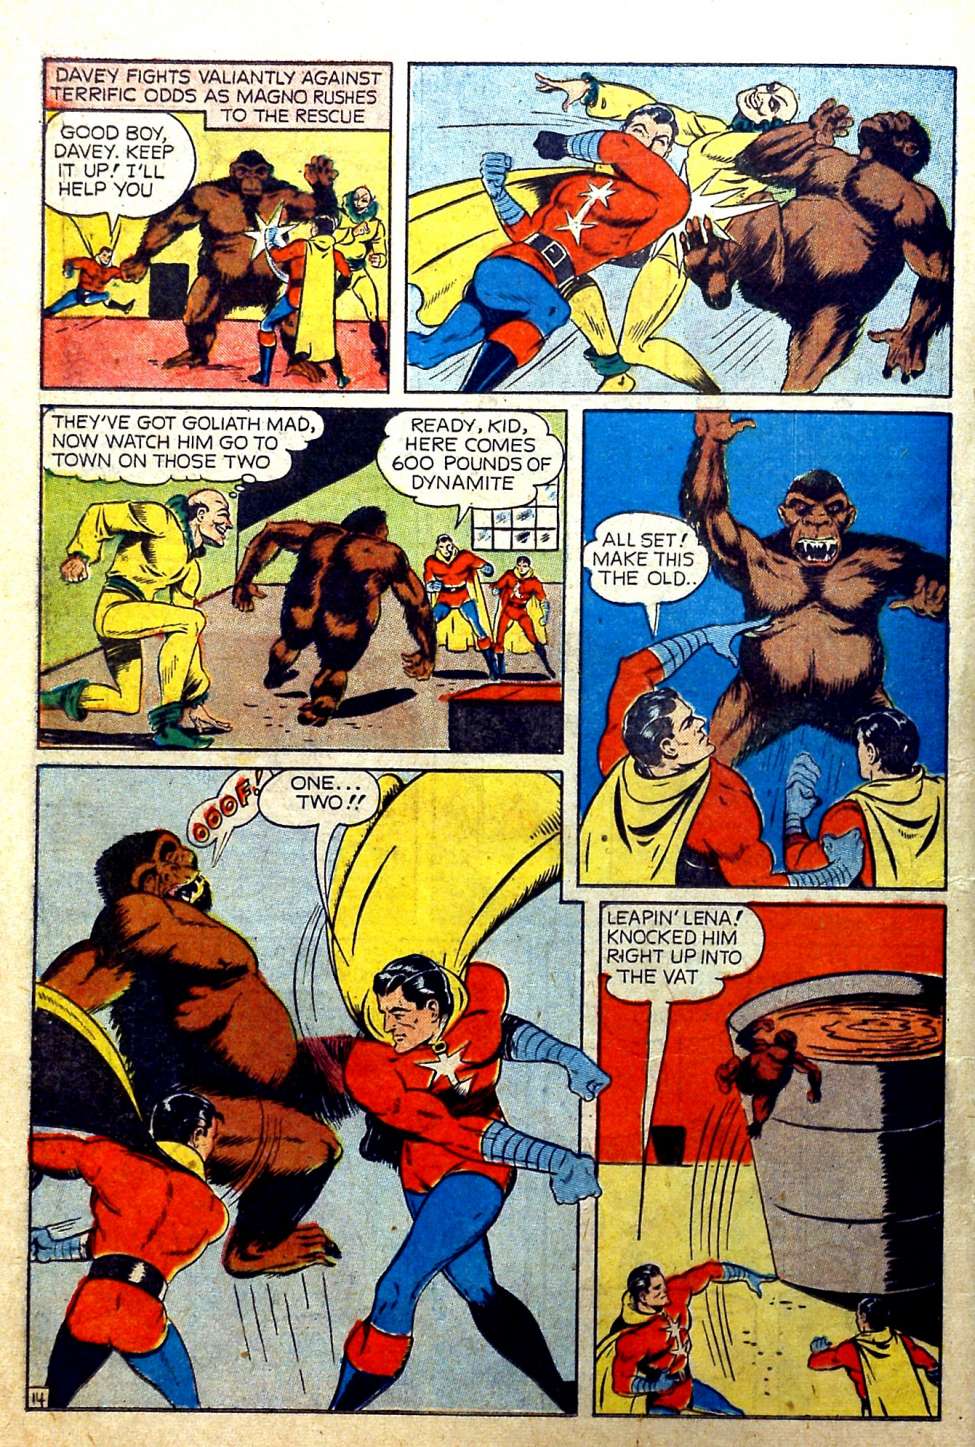 DAVEY FIGHTS VALIANTLY AGAINST
TERRIFIC ODDS AS MAGNO RUSHES
TO THE RESCUE
GOOD BOY,
DAVEY. KEEP
IT UP! I'LL
HELP YOU
THEY'VE GOT GOLIATH MAD,
NOW WATCH HIM GO TO
TOWN ON THOSE TWO
READY, KID,
HERE COMES
600 POUNDS OF
DYNAMITE
ALL SET!
MAKE THIS
THE OLD..
OOOF!
ONE...
TWO!!
LEAPIN' LENA!
KNOCKED HIM
RIGHT UP INTO
THE VAT
14